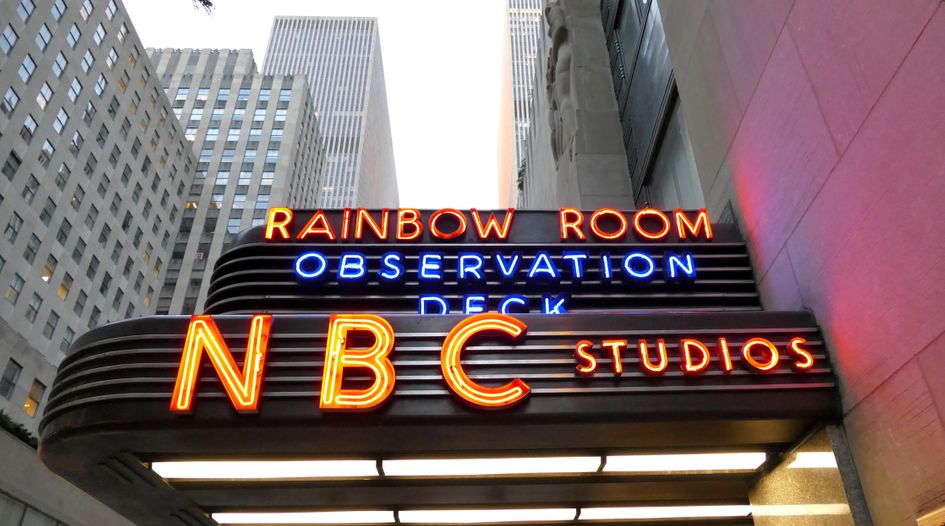 RAINBOW ROOM
OBSERVATION
DECK
NBC STUDIOS